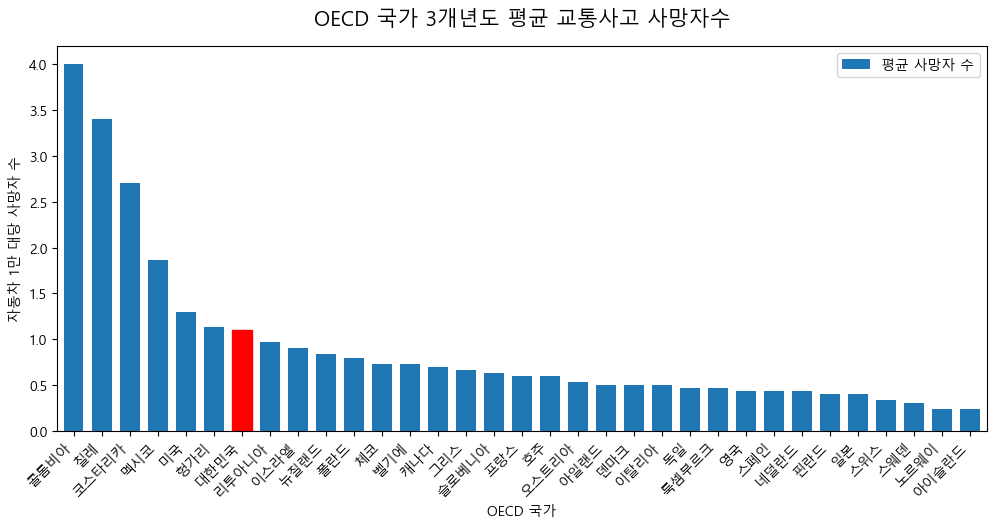 OECD 국가 3개년도 평균 교통사고 사망자수
평균 사망자 수
자동차 1만 대당 사망자 수
4.0
3.5
3.0
2.5
2.0
1.5
1.0
0.5
0.0
콜롬비아
칠레
코스타리카
멕시코
미국
헝가리
대한민국
리투아니아
이스라엘
뉴질랜드
폴란드
체코
벨기에
캐나다
그리스
슬로베니아
프랑스
호주
오스트리아
아일랜드
덴마크
이탈리아
독일
룩셈부르크
영국
스페인
네덜란드
핀란드
일본
스위스
스웨덴
노르웨이
아이슬란드
OECD 국가